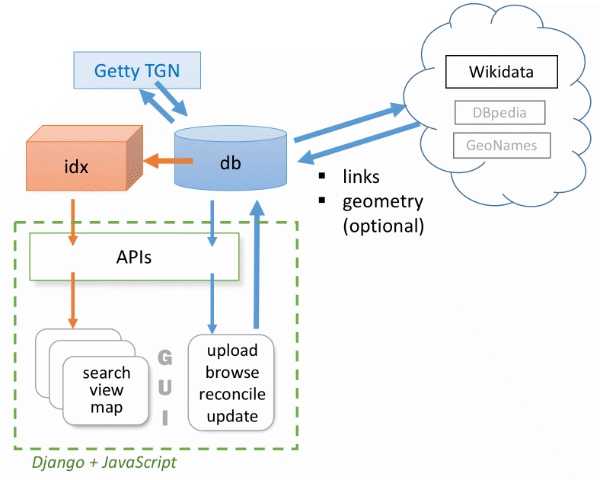 Getty TGN
Wikidata
DBpedia
GeoNames
idx
db
▪ links
▪ geometry
(optional)
APIs
search
view
map
G
U
I
upload
browse
reconcile
update
Django + JavaScript